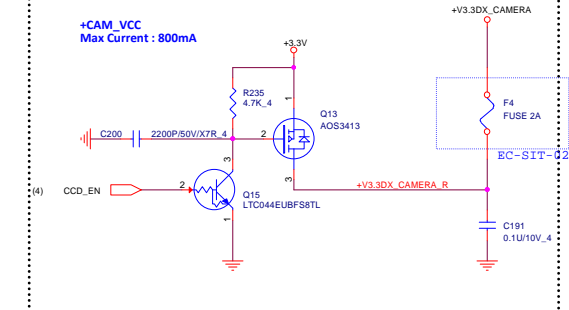 +CAM_VCC
Max Current : 800mA
+V3.3DX_CAMERA
+3.3V
R235
4.7K_4
1
Q13
AOS3413
F4
FUSE 2A
C200
2200P/50V/X7R_4
2
EC-SIT-02
3
3
(4)
CCD_EN
2
+V3.3DX_CAMERA_R
Q15
LTC044EUBFS8TL
1
C191
0.1U/10V_4